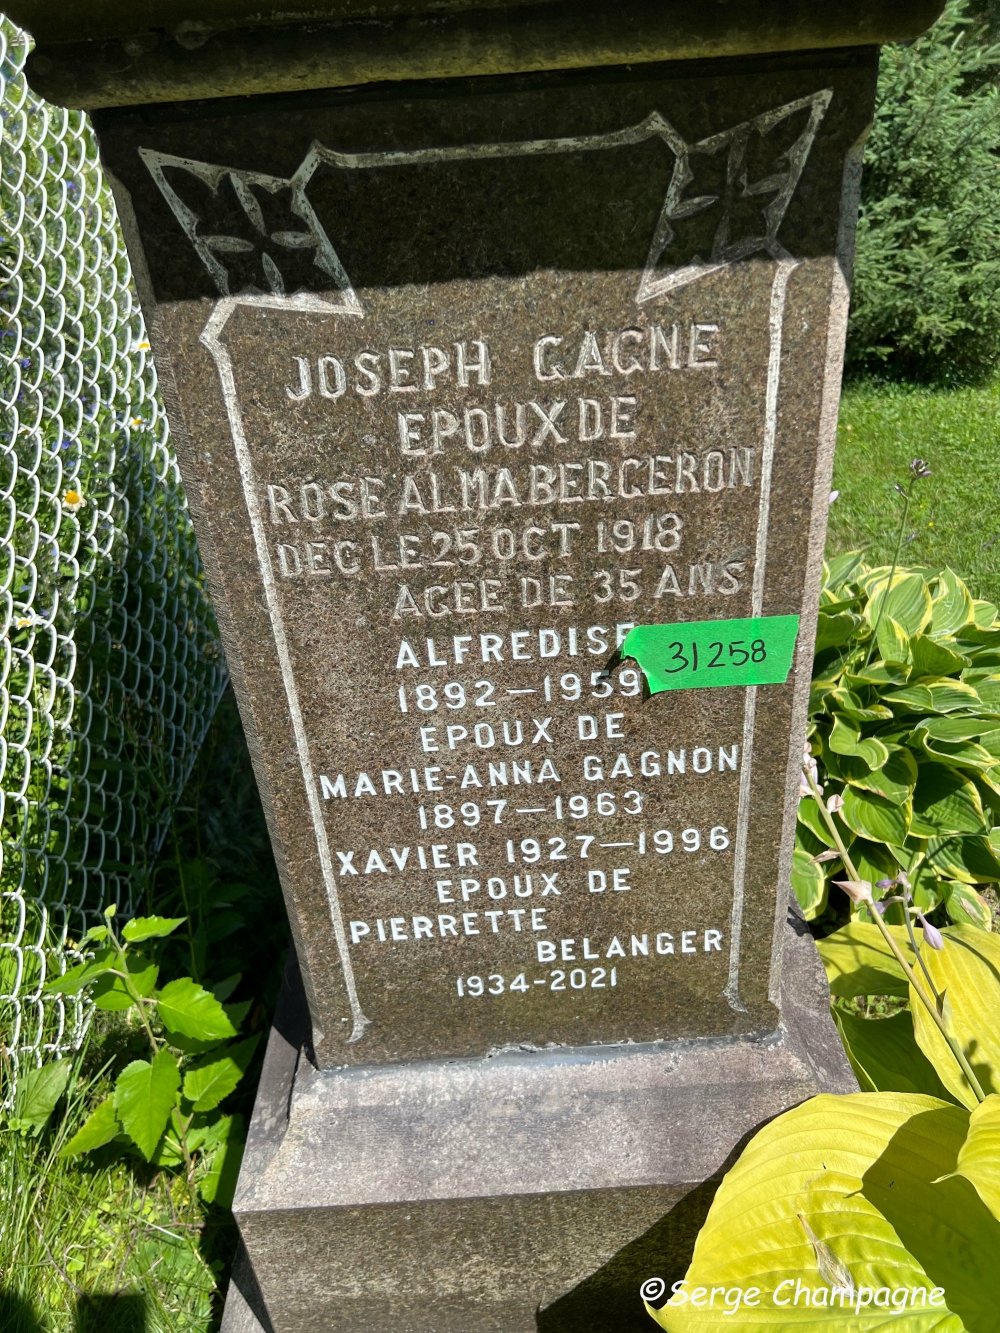 JOSEPH GAGNE
EPOUX DE
ROSE ALMA BERGERON
DEC LE 25 OCT 1918
AGEE DE 35 ANS
ALFREDISE
31258
1892—1959
EPOUX DE
MARIE-ANNA GAGNON
1897—1963
XAVIER 1927—1996
EPOUX DE
PIERRETTE
BELANGER
1934-2021
©Serge Champagne